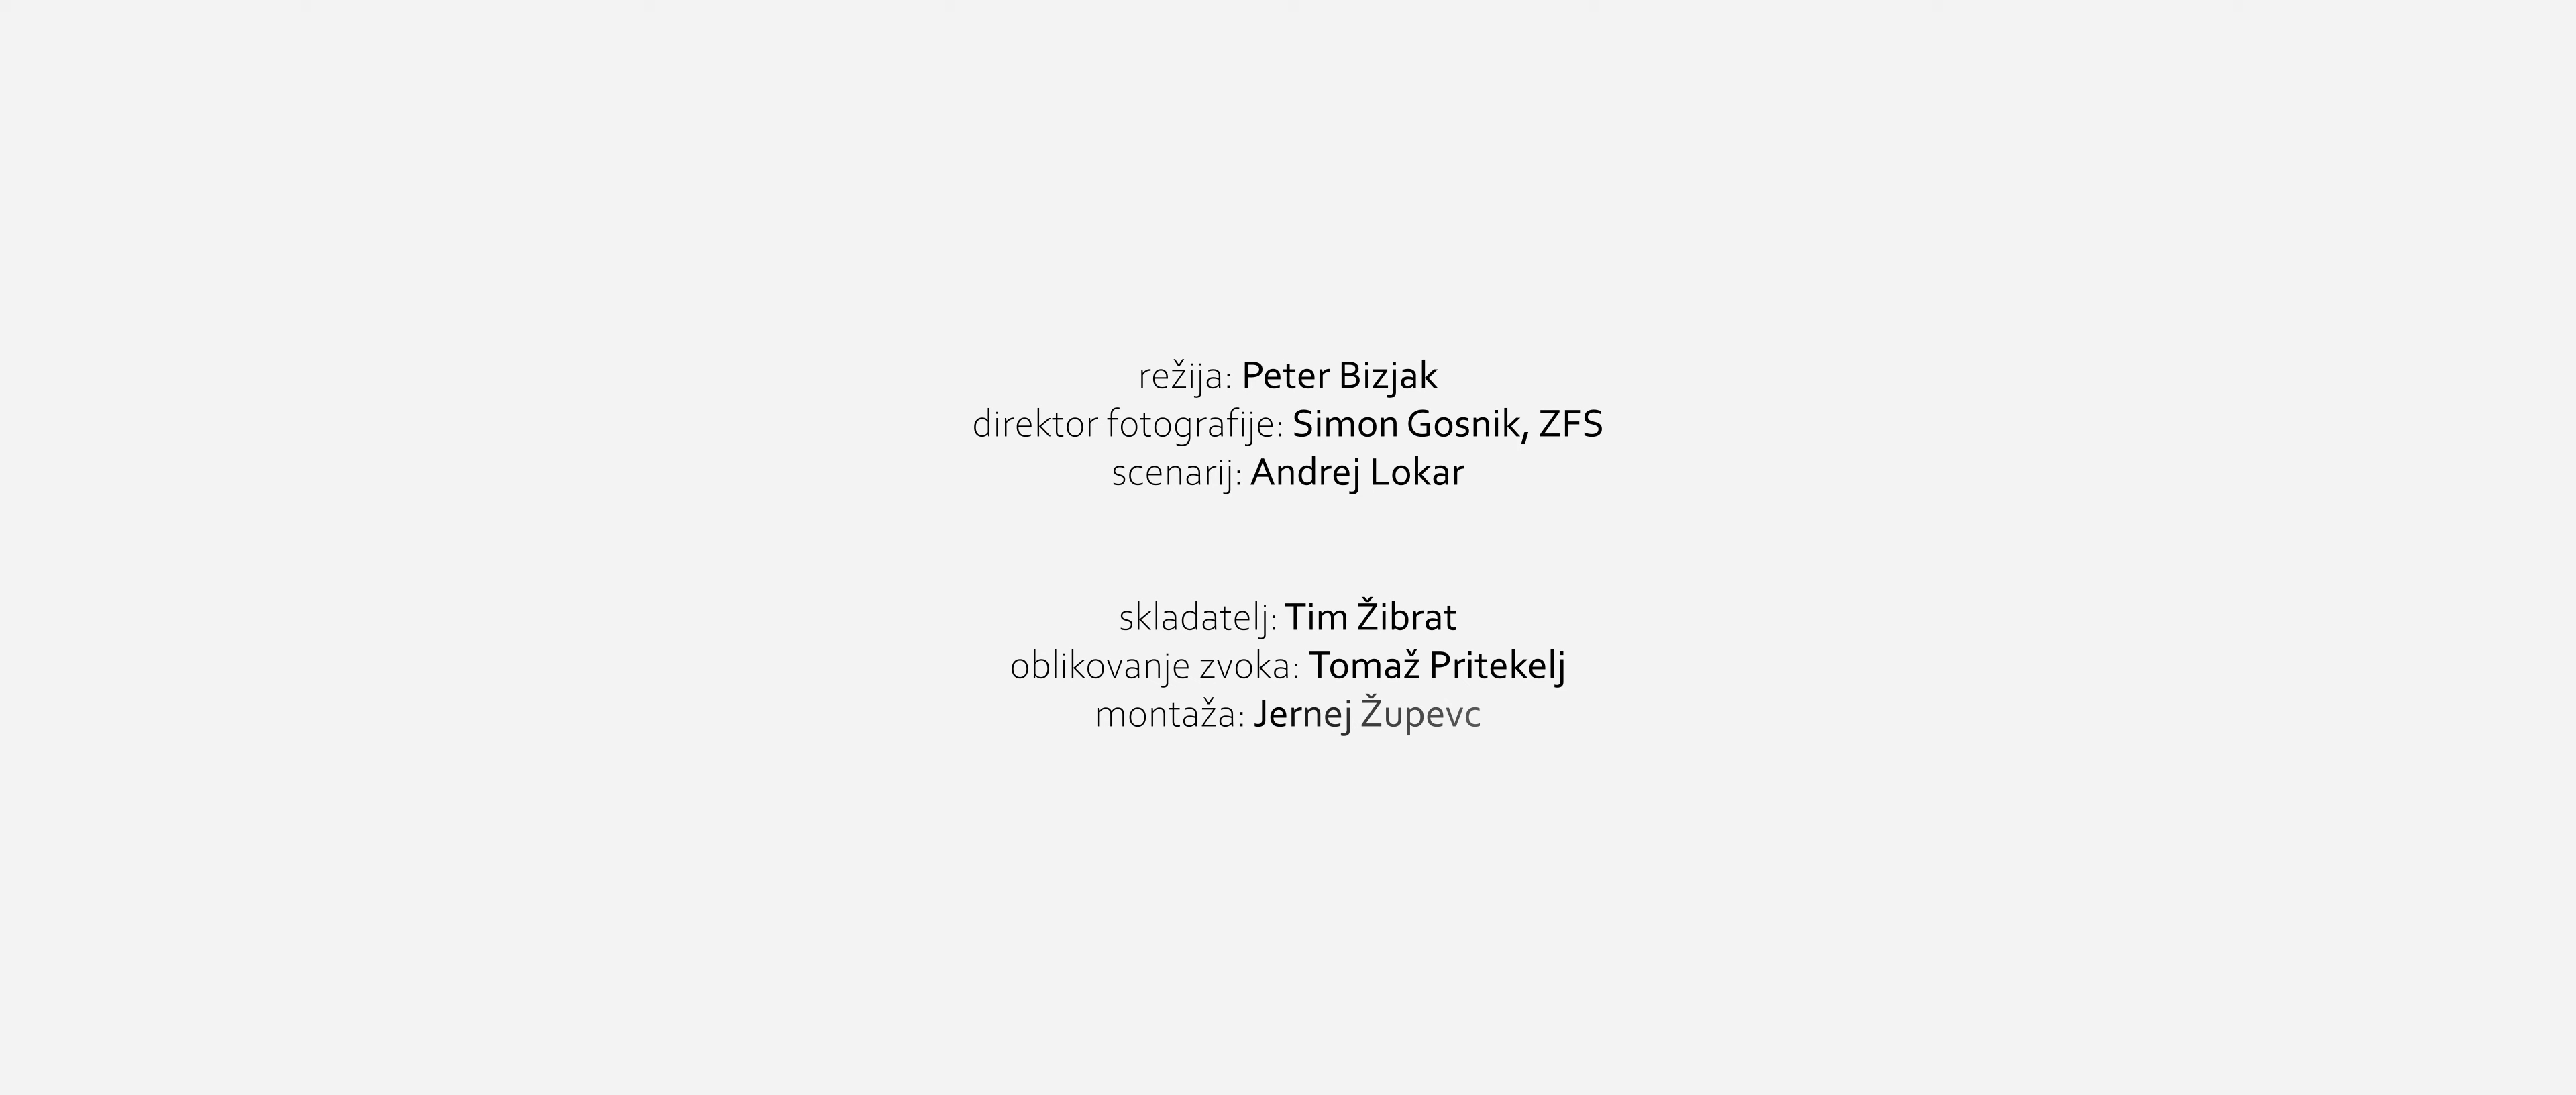 režija: Peter Bizjak
direktor fotografije: Simon Gosnik, ZFS
scenarij: Andrej Lokar
skladatelj: Tim Žibrat
oblikovanje zvoka: Tomaž Pritekelj
montaža: Jernej Župevc